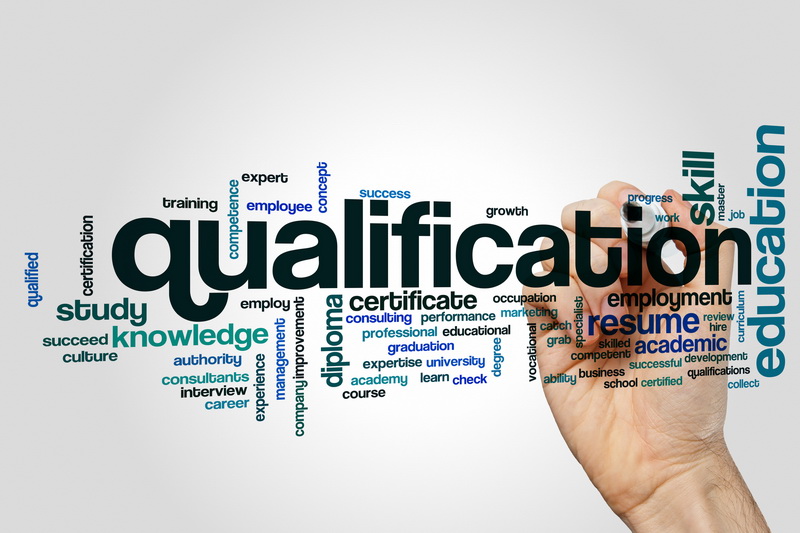 expert
concept
success
training
competence
employee
growth
progress
work
skill
master
job
education
qualification
qualified
certification
study
employ
improvement
diploma
certificate
occupation
specialist
employment
curriculum
succeed
knowledge
management
consulting
performance
marketing
catch
resume
review
hire
culture
professional
educational
grab
skilled
academic
authority
graduation
vocational
competent
experience
expertise
university
degree
successful
development
consultants
academy
learn
check
ability
business
qualifications
interview
company
course
school
certified
collect
career